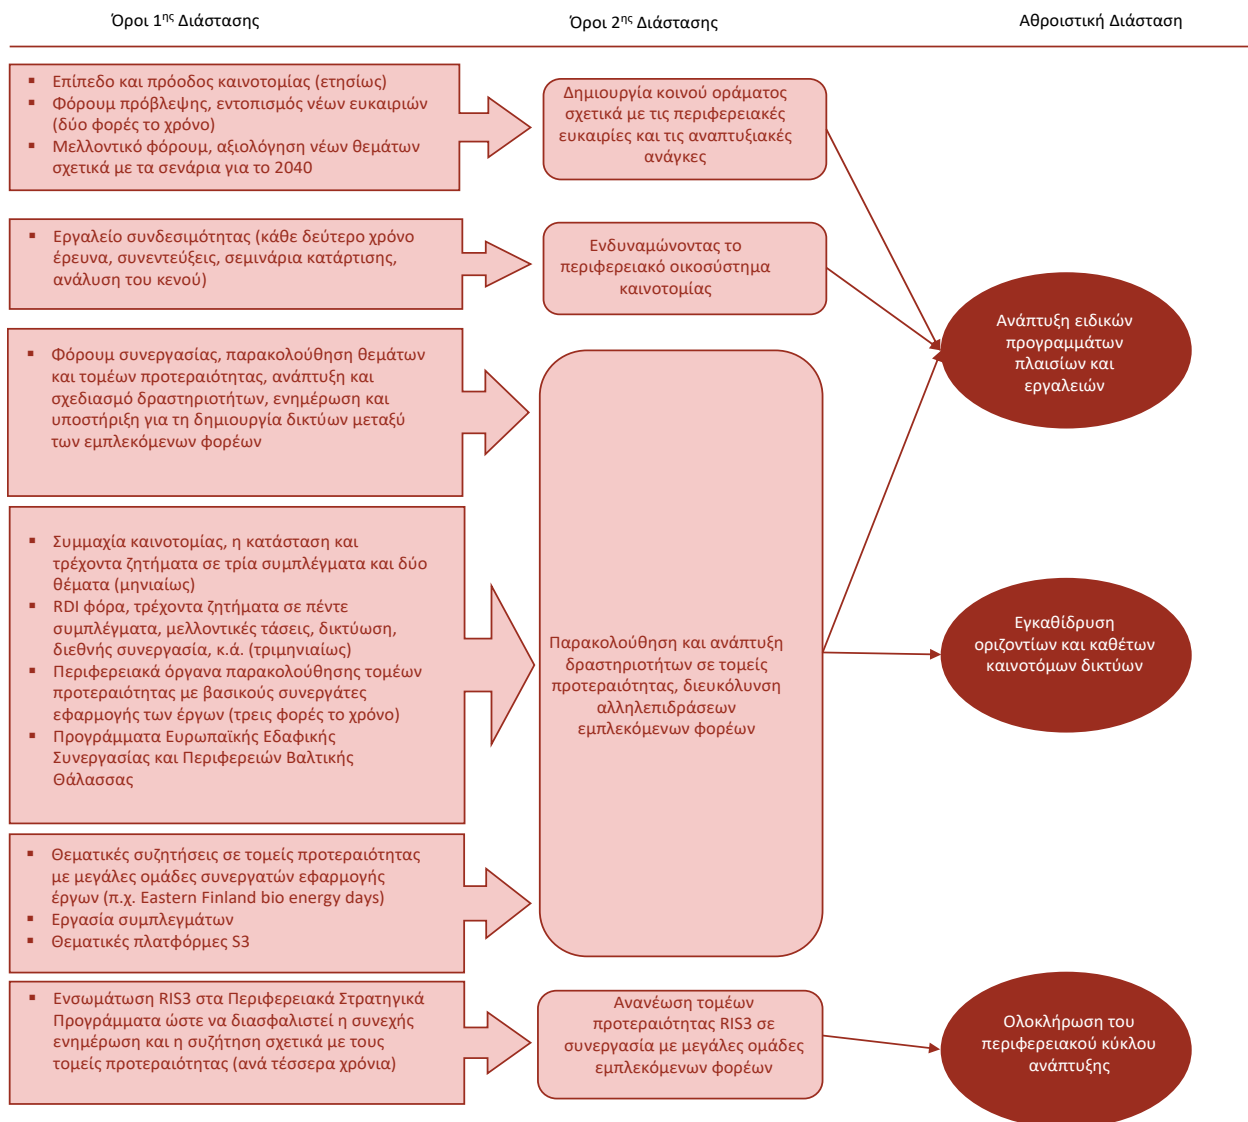 Όροι 1ης Διάστασης
Όροι 2ης Διάστασης
Αθροιστική Διάσταση
▪ Επίπεδο και πρόοδος καινοτομίας (ετησίως)
▪ Φόρουμ πρόβλεψης, εντοπισμός νέων ευκαιριών
(δύο φορές το χρόνο)
▪ Μελλοντικό φόρουμ, αξιολόγηση νέων θεμάτων
σχετικά με τα σενάρια για το 2040
Δημιουργία κοινού οράματος
σχετικά με τις περιφερειακές
ευκαιρίες και τις αναπτυξιακές
ανάγκες
▪ Εργαλείο συνδεσιμότητας (κάθε δεύτερο χρόνο
έρευνα, συνεντεύξεις, σεμινάρια κατάρτισης,
ανάλυση του κενού)
Ενδυναμώνοντας το
περιφερειακό οικοσύστημα
καινοτομίας
Ανάπτυξη ειδικών
προγραμμάτων
πλαισίων και
εργαλειών
▪ Φόρουμ συνεργασίας, παρακολούθηση θεμάτων
και τομέων προτεραιότητας, ανάπτυξη και
σχεδιασμό δραστηριοτήτων, ενημέρωση και
υποστήριξη για τη δημιουργία δικτύων μεταξύ
των εμπλεκόμενων φορέων
▪ Συμμαχία καινοτομίας, η κατάσταση και
τρέχοντα ζητήματα σε τρία συμπλέγματα και δύο
θέματα (μηνιαίως)
▪ RDI φόρα, τρέχοντα ζητήματα σε πέντε
συμπλέγματα, μελλοντικές τάσεις, δικτύωση,
διεθνής συνεργασία, κ.ά. (τριμηνιαίως)
▪ Περιφερειακά όργανα παρακολούθησης τομέων
προτεραιότητας με βασικούς συνεργάτες
εφαρμογής των έργων (τρεις φορές το χρόνο)
▪ Προγράμματα Ευρωπαϊκής Εδαφικής
Συνεργασίας και Περιφερειών Βαλτικής
Θάλασσας
Παρακολούθηση και ανάπτυξη
δραστηριοτήτων σε τομείς
προτεραιότητας, διευκόλυνση
αλληλεπιδράσεων
εμπλεκόμενων φορέων
Εγκαθίδρυση
οριζοντίων και καθέτων
καινοτόμων δικτύων
▪ Θεματικές συζητήσεις σε τομείς προτεραιότητας
με μεγάλες ομάδες συνεργατών εφαρμογής
έργων (π.χ. Eastern Finland bio energy days)
▪ Εργασία συμπλεγμάτων
▪ Θεματικές πλατφόρμες S3
▪ Ενσωμάτωση RIS3 στα Περιφερειακά Στρατηγικά
Προγράμματα ώστε να διασφαλιστεί η συνεχής
ενημέρωση και η συζήτηση σχετικά με τους
τομείς προτεραιότητας (ανά τέσσερα χρόνια)
Ανανέωση τομέων
προτεραιότητας RIS3 σε
συνεργασία με μεγάλες ομάδες
εμπλεκόμενων φορέων
Ολοκλήρωση του
περιφερειακού κύκλου
ανάπτυξης